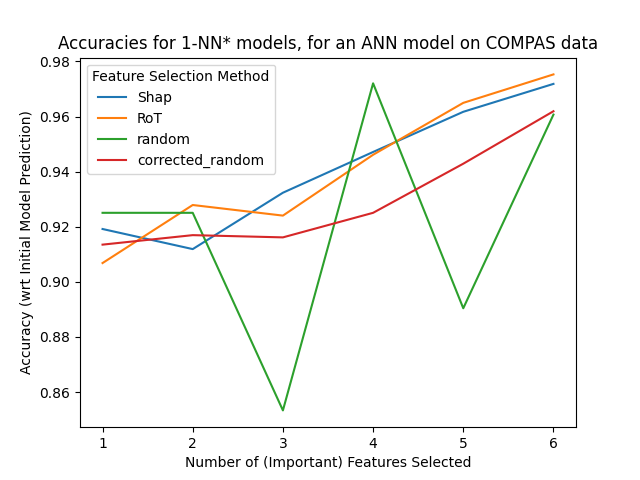 Accuracies for 1-NN* models, for an ANN model on COMPAS data
Feature Selection Method
Shap
RoT
random
corrected_random
Accuracy (wrt Initial Model Prediction)
0.98
0.96
0.94
0.92
0.90
0.88
0.86
1 2 3 4 5 6
Number of (Important) Features Selected